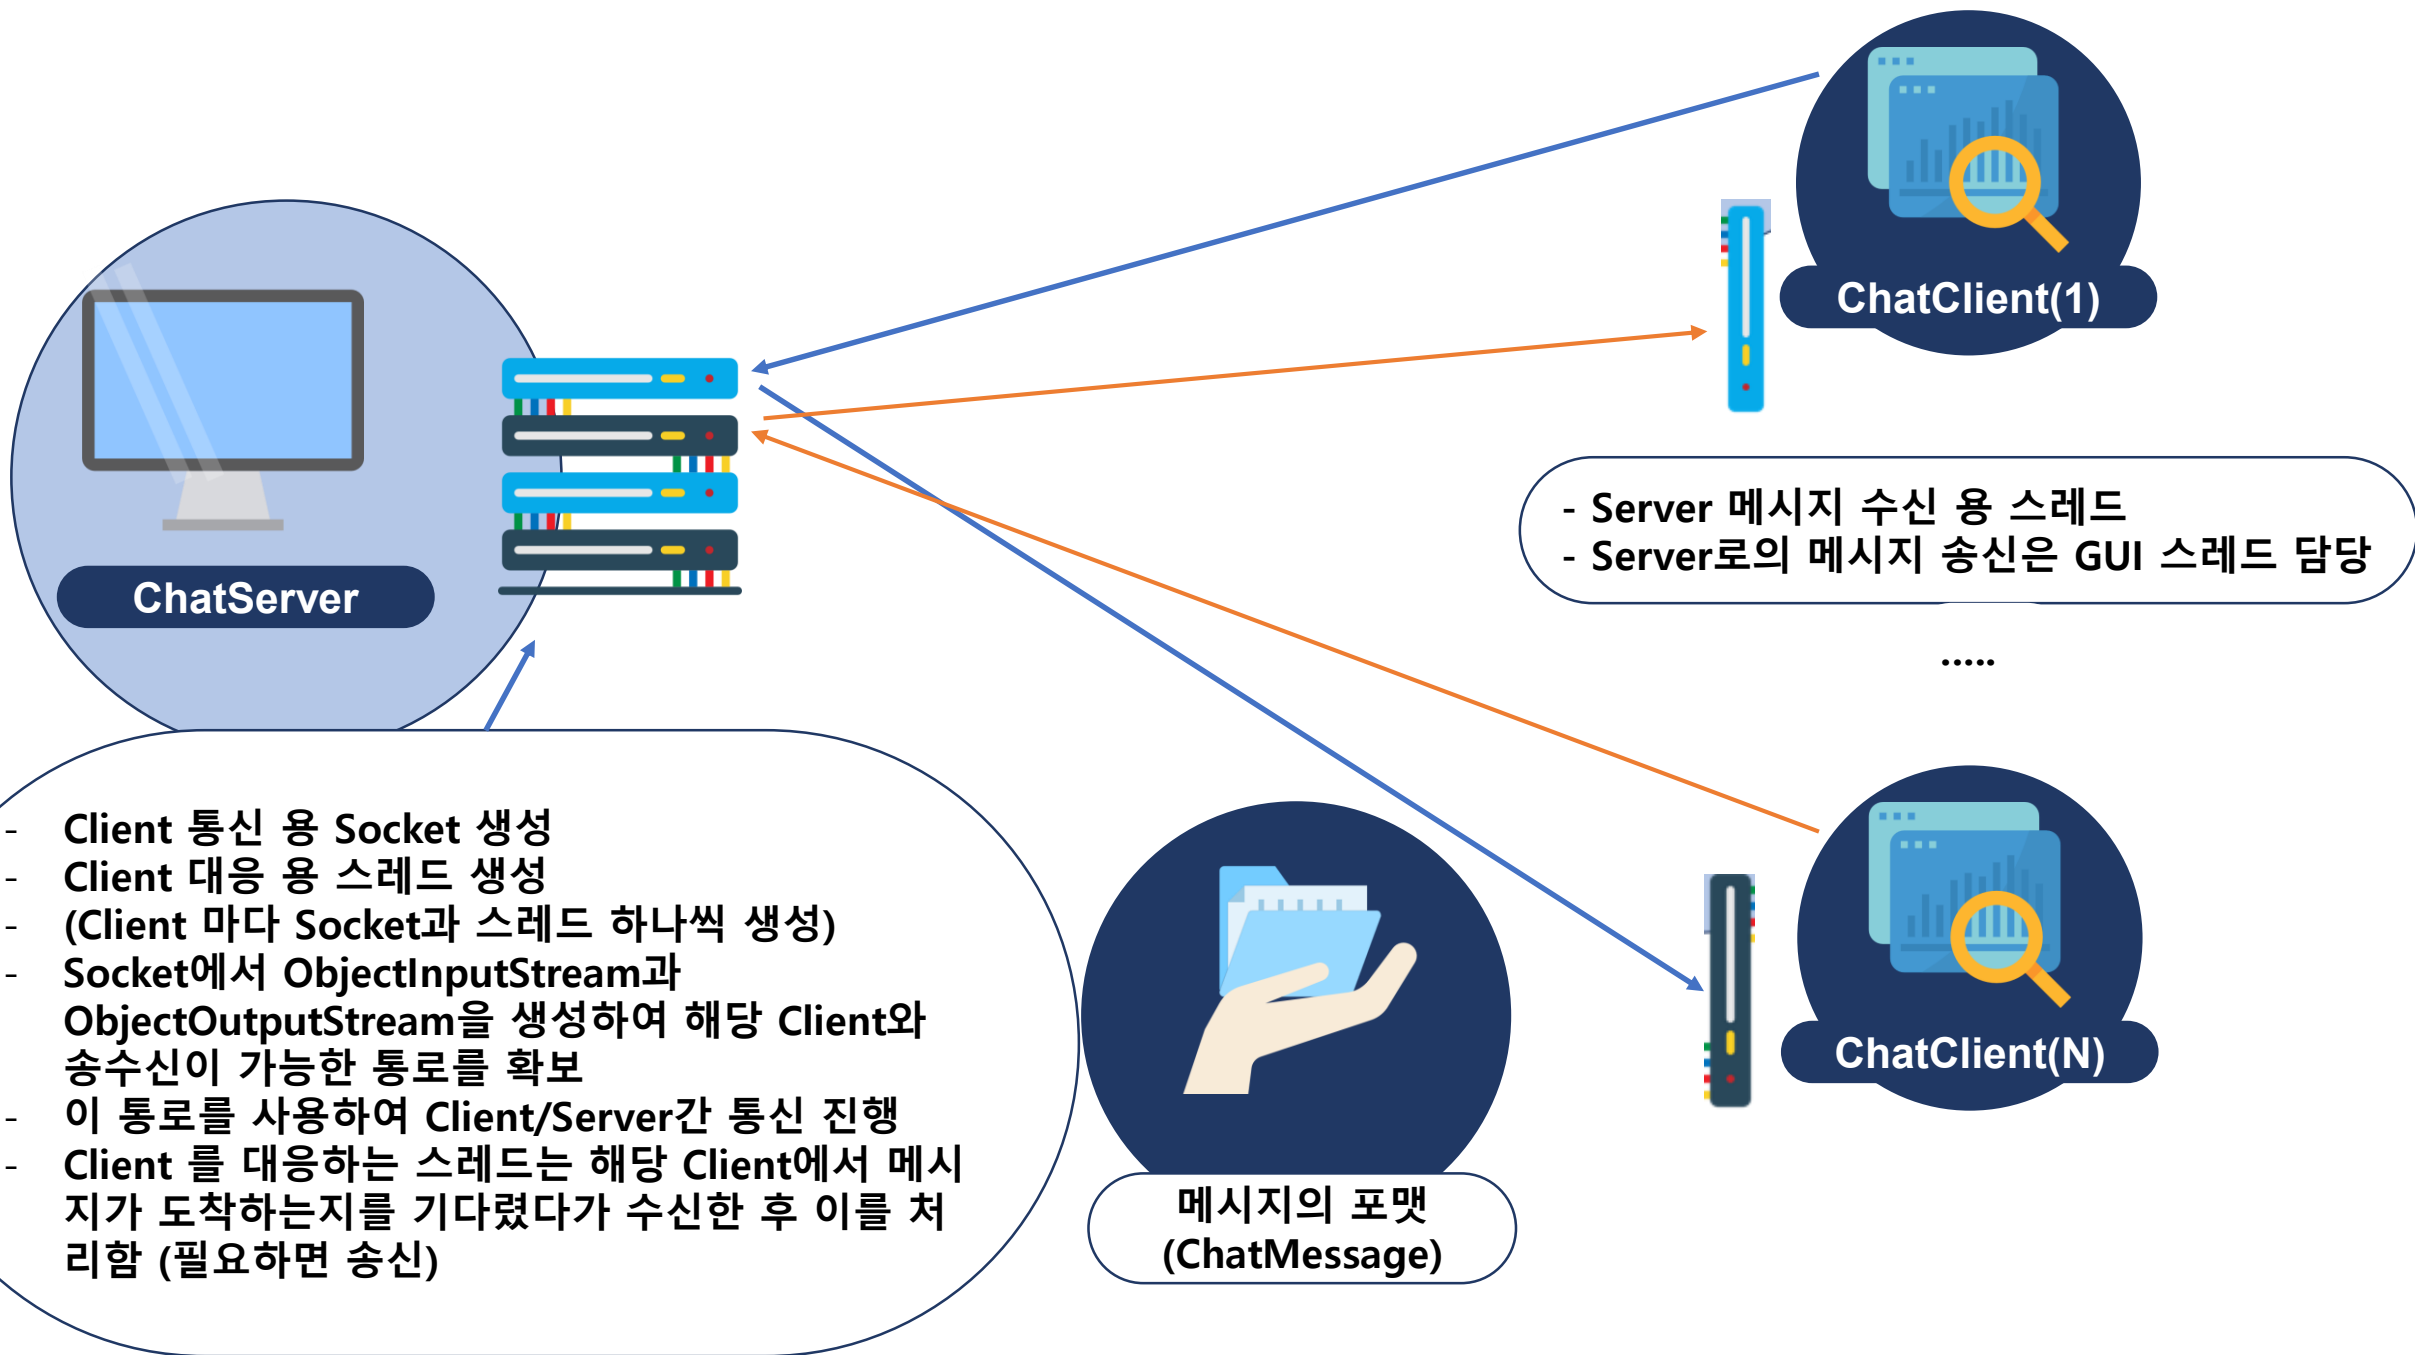 ChatClient(1)
- Server 메시지 수신 용 스레드
- Server로의 메시지 송신은 GUI 스레드 담당
.....
ChatServer
- Client 통신 용 Socket 생성
- Client 대응 용 스레드 생성
- (Client 마다 Socket과 스레드 하나씩 생성)
- Socket에서 ObjectInputStream과
ObjectOutputStream을 생성하여 해당 Client와
송수신이 가능한 통로를 확보
- 이 통로를 사용하여 Client/Server간 통신 진행
- Client 를 대응하는 스레드는 해당 Client에서 메시
지가 도착하는지를 기다렸다가 수신한 후 이를 처
리함 (필요하면 송신)
메시지의 포맷
(ChatMessage)
ChatClient(N)